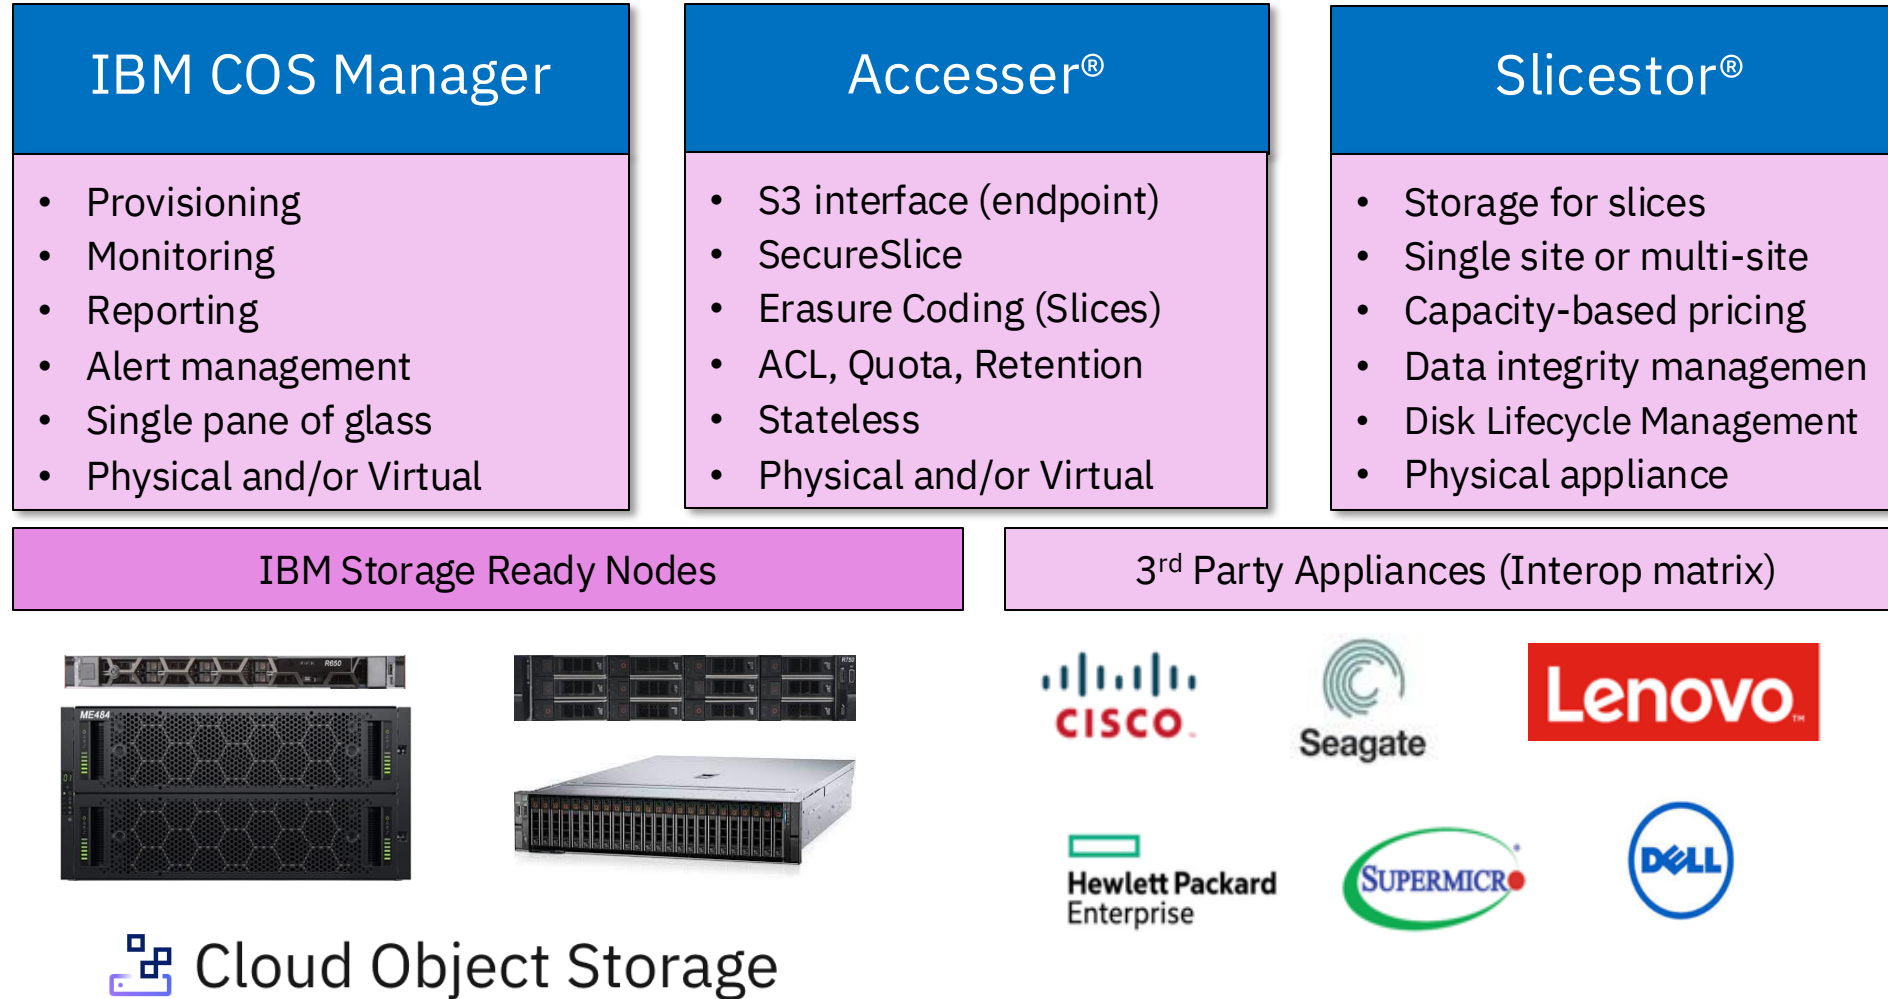 IBM COS Manager
• Provisioning
• Monitoring
• Reporting
• Alert management
• Single pane of glass
• Physical and/or Virtual
Accesser®
• S3 interface (endpoint)
• SecureSlice
• Erasure Coding (Slices)
• ACL, Quota, Retention
• Stateless
• Physical and/or Virtual
Slicestor®
• Storage for slices
• Single site or multi-site
• Capacity-based pricing
• Data integrity managemen
• Disk Lifecycle Management
• Physical appliance
IBM Storage Ready Nodes
R650
R750
ME484
Cloud Object Storage
3rd Party Appliances (Interop matrix)
CISCO
Seagate
Lenovo™
Hewlett Packard
Enterprise
SUPERMICRO
DELL